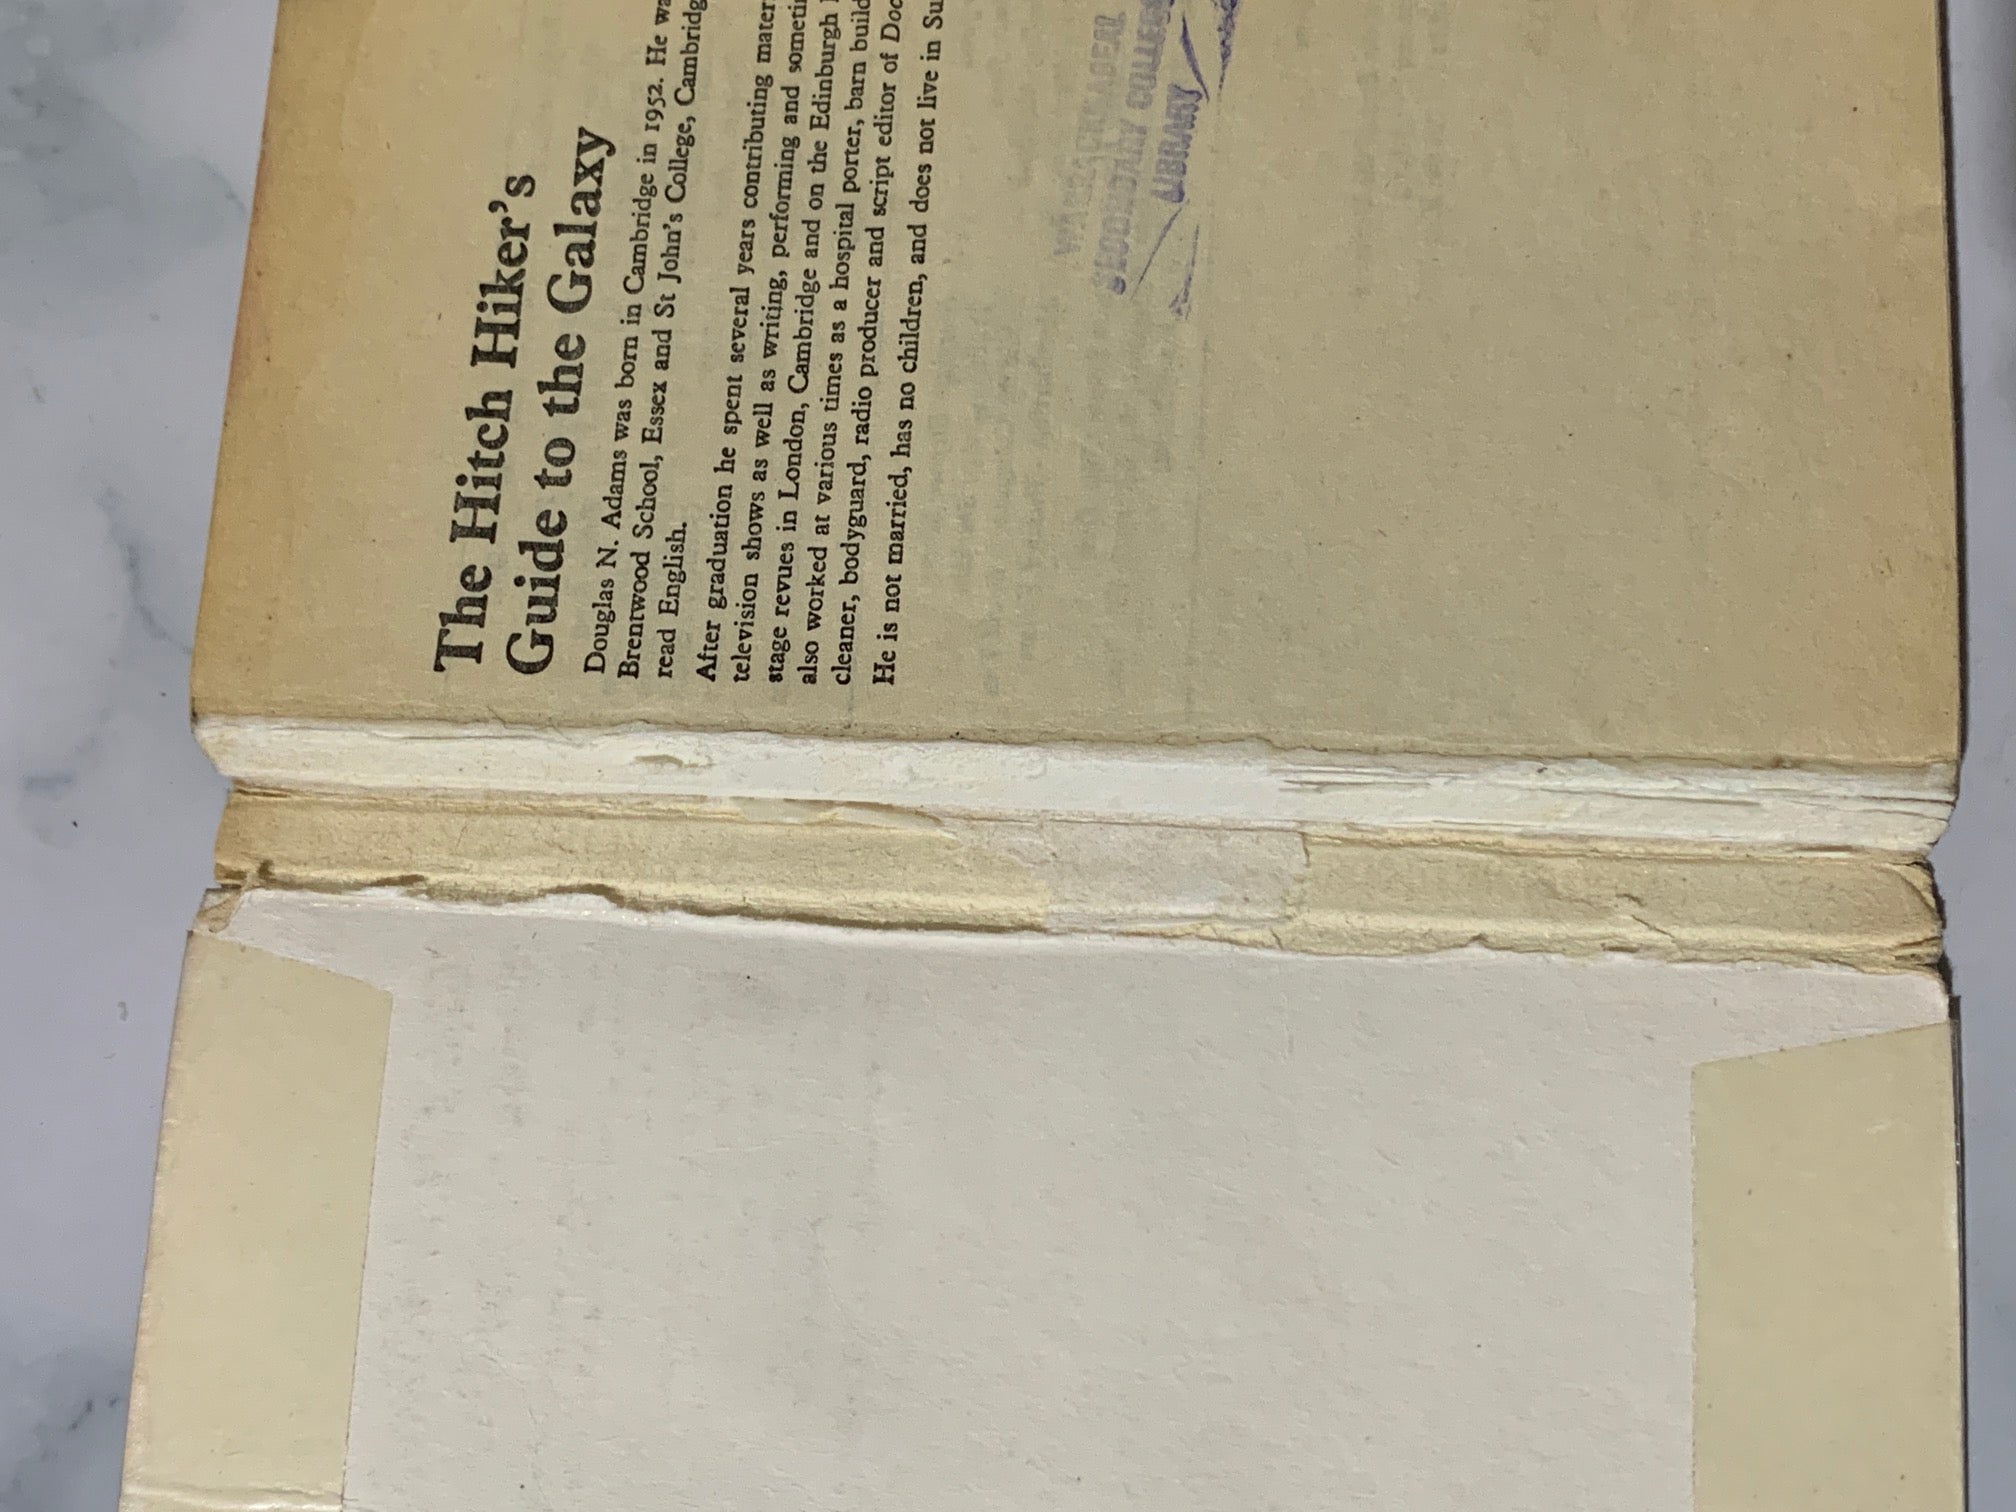 The Hitch Hiker's
Guide to the Galaxy
Douglas N. Adams was born in Cambridge in 1952. He wa
Brentwood School, Essex and St John's College, Cambridg
read English.
After graduation he spent several years contributing mater
television shows as well as writing, performing and someti
stage revues in London, Cambridge and on the Edinburgh
also worked at various times as a hospital porter, barn build
cleaner, bodyguard, radio producer and script editor of Doc
He is not married, has no children, and does not live in Su
SECONDARY COLLEGE
LIBRARY